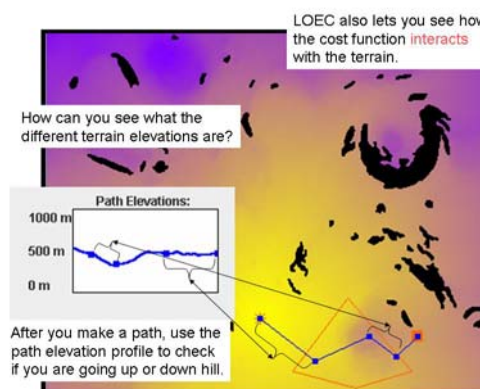 LOEC also lets you see how
the cost function interacts
with the terrain.
How can you see what the
different terrain elevations are?
Path Elevations:
1000 m
500 m
0 m
After you make a path, use the
path elevation profile to check
if you are going up or down hill.